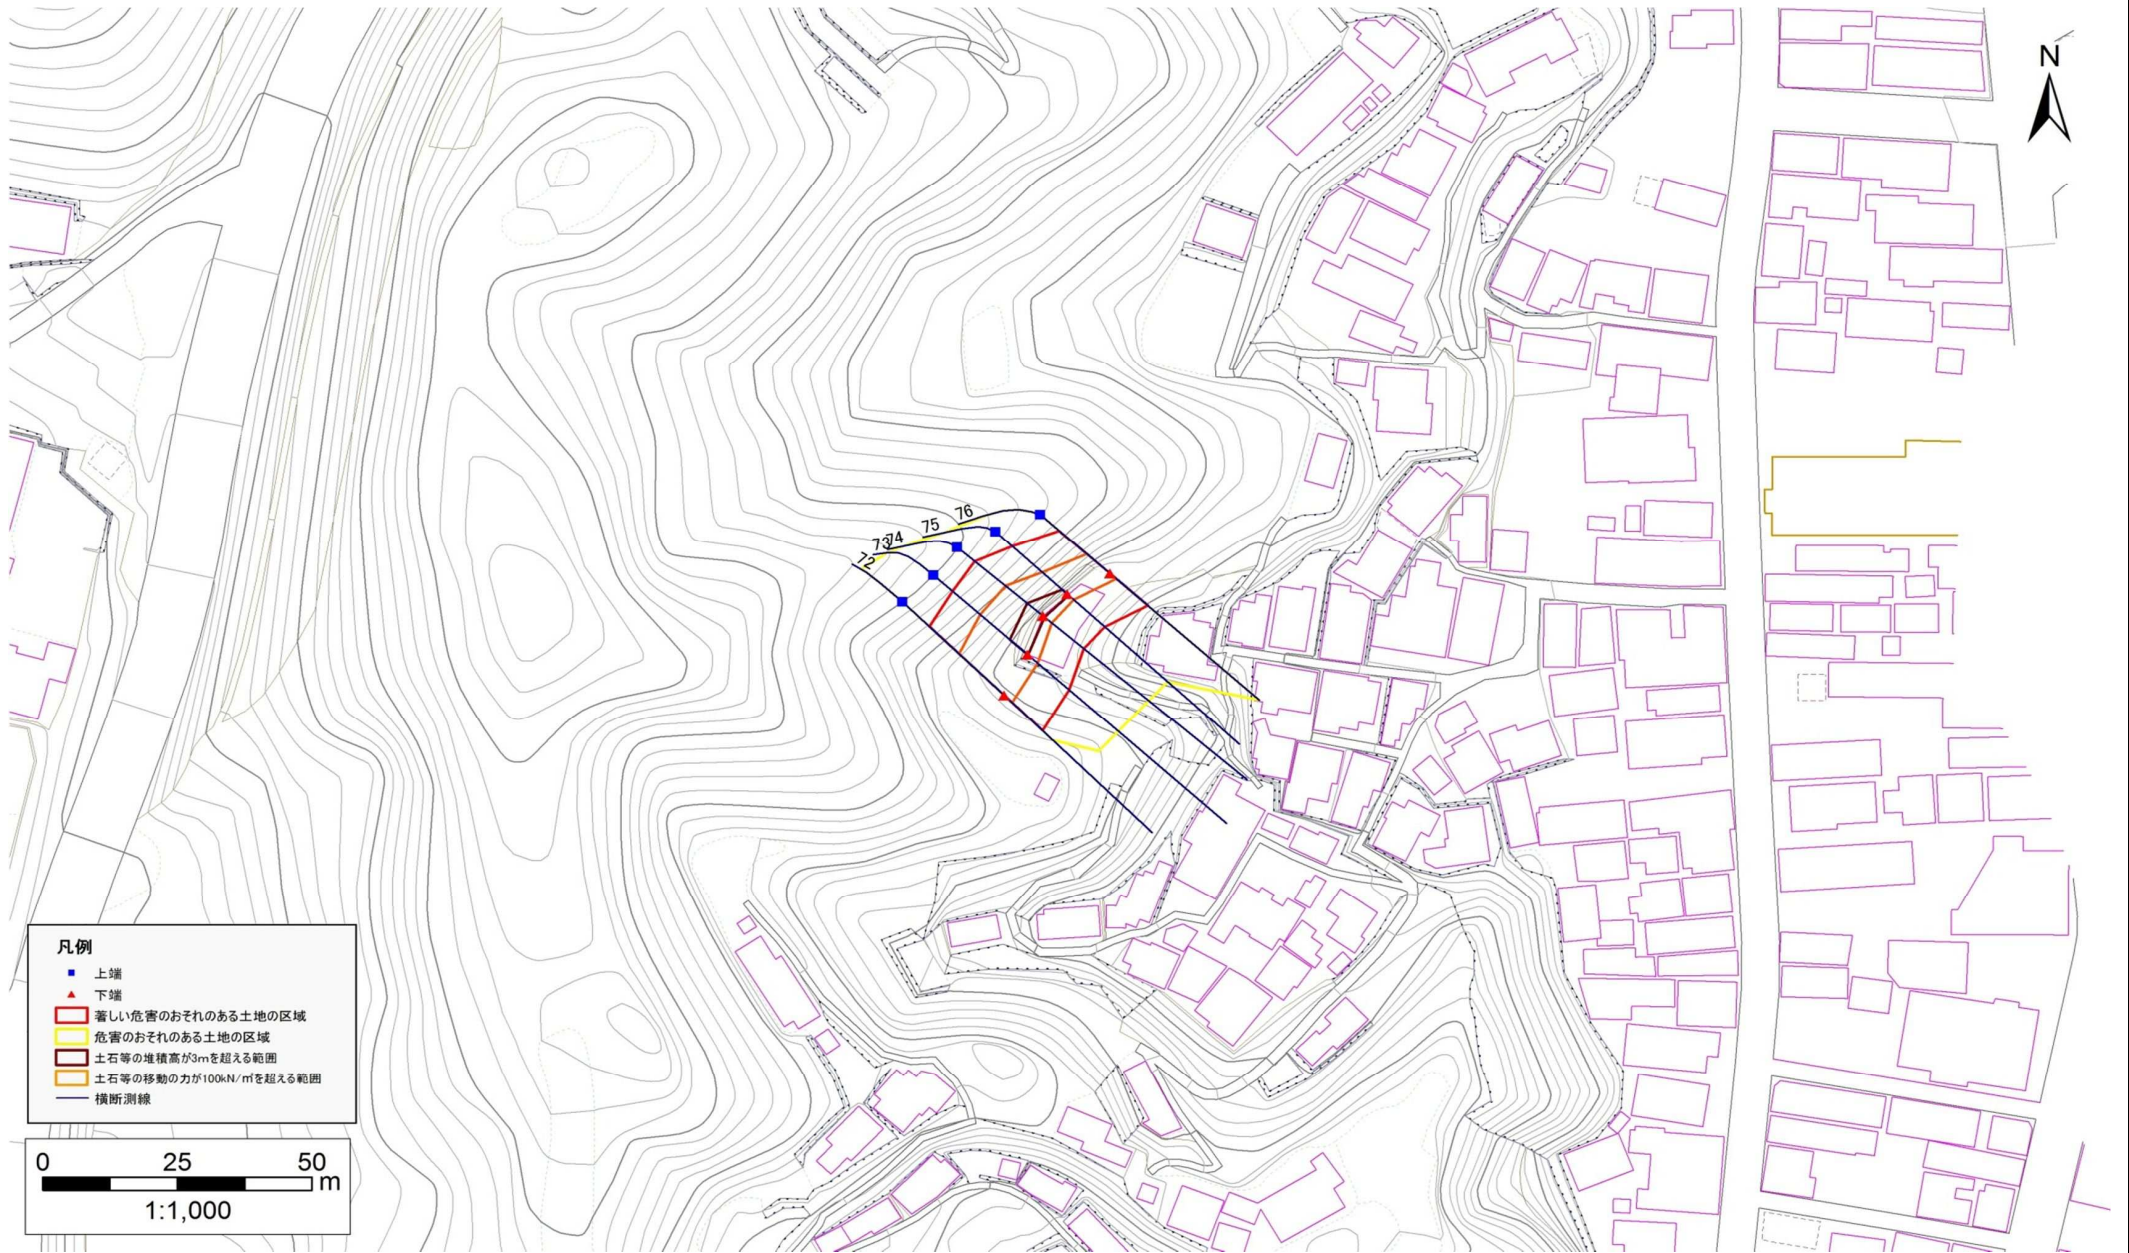 N
76
75
74
73
72
凡例
上端
下端
著しい危害のおそれのある土地の区域
危害のおそれのある土地の区域
土石等の堆積高が3mを超える範囲
土石等の移動の力が100kN/㎡を超える範囲
横断測線
0 25 50 m
1:1,000